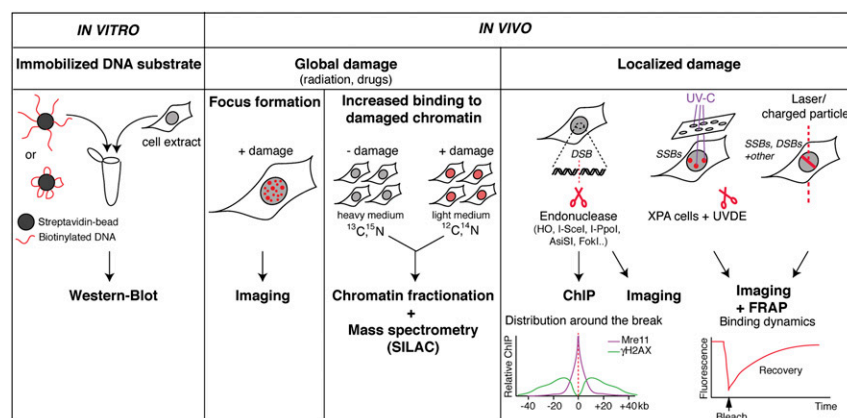 IN VITRO
IN VIVO
Immobilized DNA substrate
Global damage
(radiation, drugs)
Localized damage
cell extract
or
Streptavidin-bead
Biotinylated DNA
Western-Blot
Focus formation
+ damage
Imaging
Increased binding to
damaged chromatin
- damage
+ damage
heavy medium
13C,15N
light medium
12C,14N
Chromatin fractionation
+
Mass spectrometry
(SILAC)
DSB
Endonuclease
(HO, I-SceI, I-PpoI,
AsiSI, FokI..)
ChIP
Imaging
Distribution around the break
Relative ChIP
Mre11
γH2AX
-40
-20
0
+20
+40kb
UV-C
SSBs
Laser/
charged particle
SSBs, DSBs
+other
XPA cells + UVDE
Imaging
+ FRAP
Binding dynamics
Fluorescence
Recovery
Bleach
Time